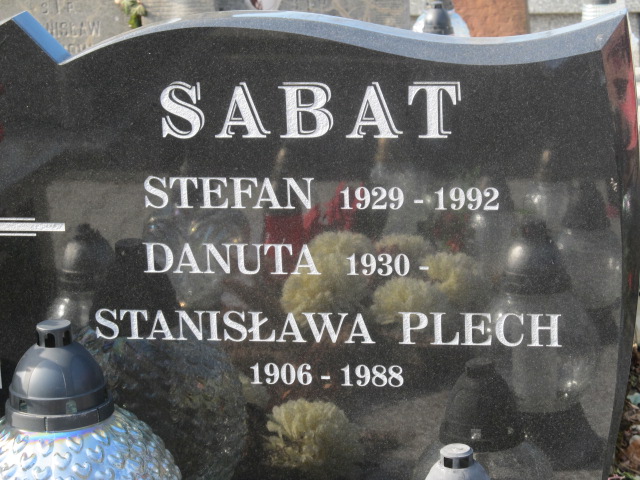 SABAT
STEFAN 1929 - 1992
DANUTA 1930 -
STANISŁAWA PLECH
1906 - 1988